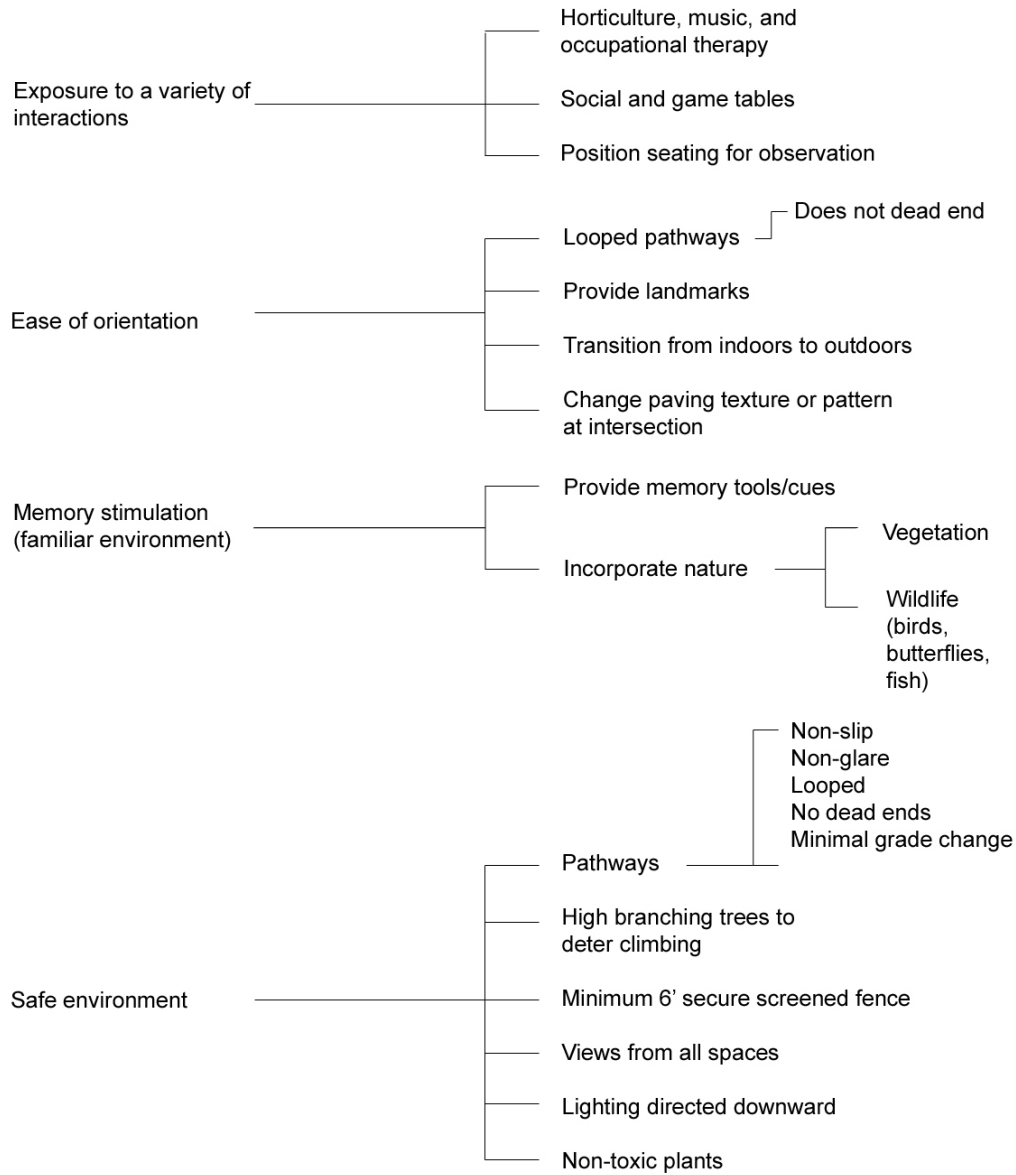 Horticulture, music, and
occupational therapy
Exposure to a variety of
interactions
Social and game tables
Position seating for observation
Does not dead end
Looped pathways
Provide landmarks
Ease of orientation
Transition from indoors to outdoors
Change paving texture or pattern
at intersection
Provide memory tools/cues
Memory stimulation
(familiar environment)
Vegetation
Incorporate nature
Wildlife
(birds,
butterflies,
fish)
Non-slip
Non-glare
Looped
No dead ends
Minimal grade change
Pathways
High branching trees to
deter climbing
Safe environment
Minimum 6’ secure screened fence
Views from all spaces
Lighting directed downward
Non-toxic plants